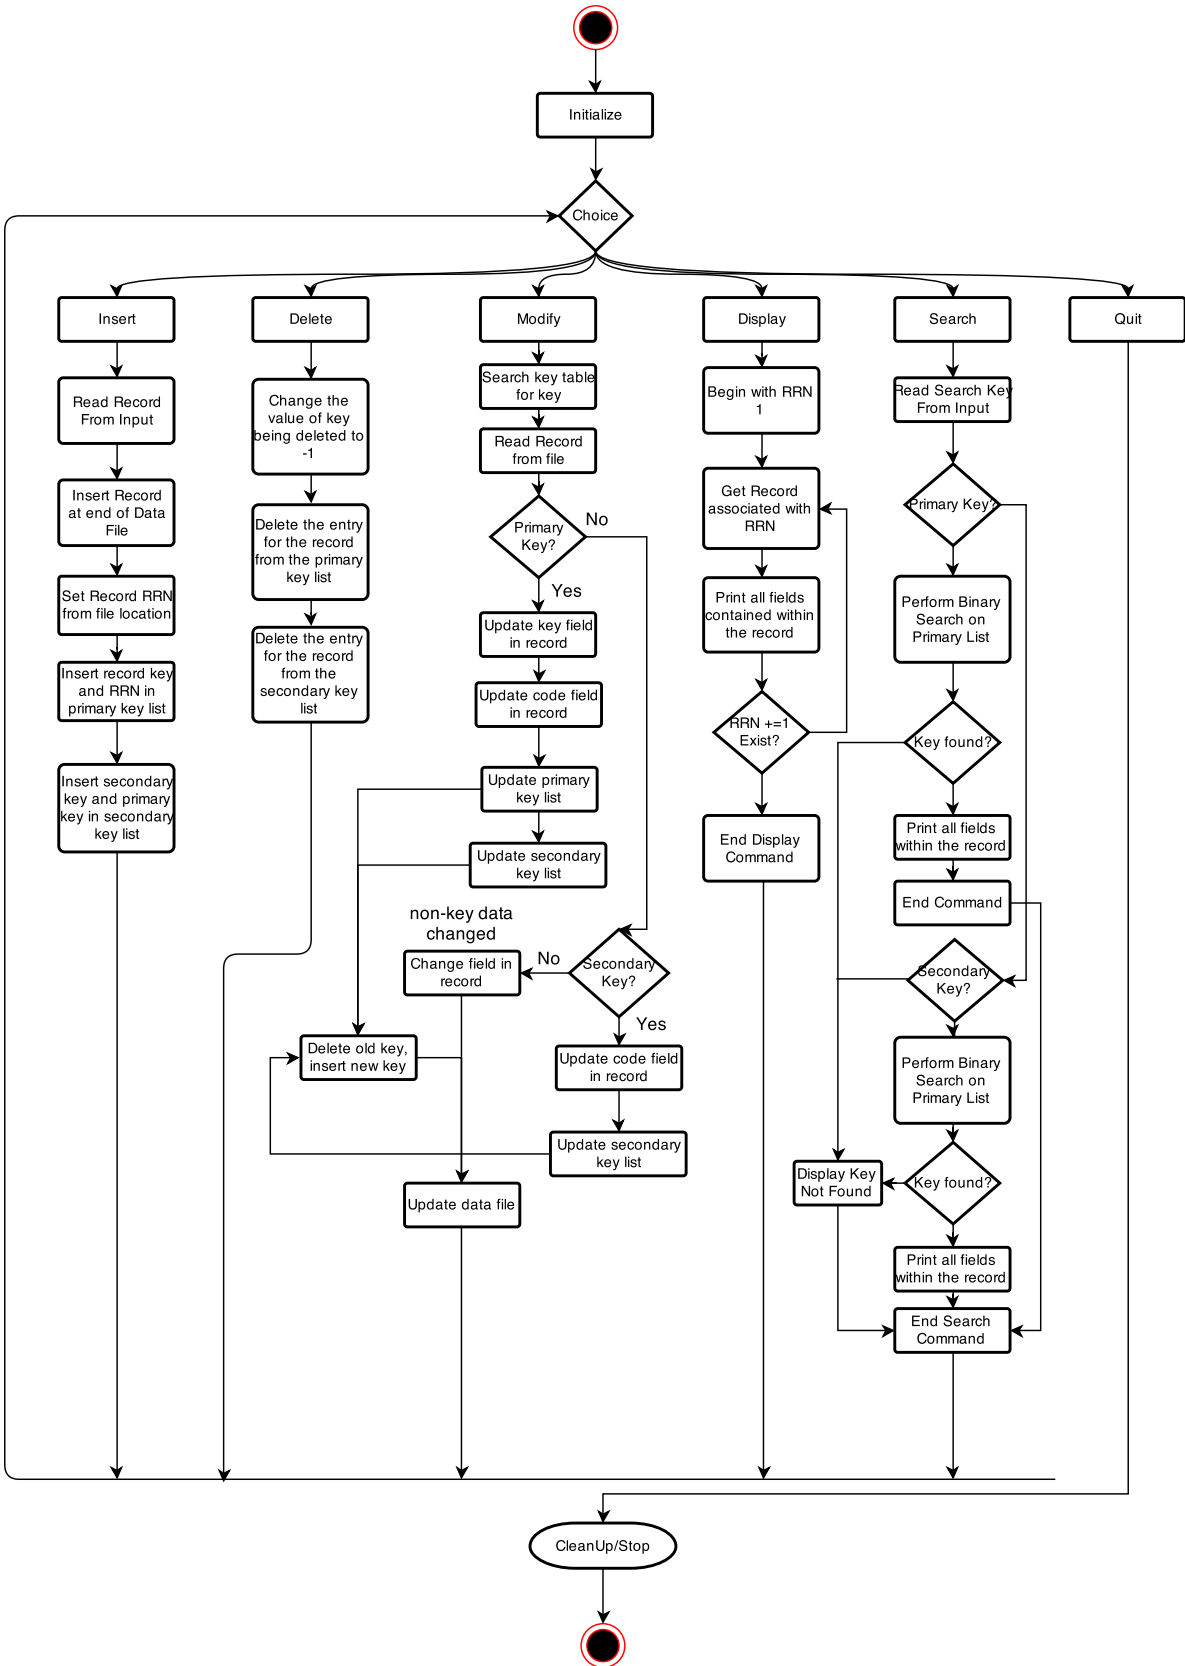 Initialize
Choice
Insert
Delete
Modify
Display
Search
Quit
Read Record
From Input
Insert Record
at end of Data
File
Set Record RRN
from file location
Insert record key
and RRN in
primary key list
Insert secondary
key and primary
key in secondary
key list
Change the
value of key
being deleted to
-1
Delete the entry
for the record
from the primary
key list
Delete the entry
for the record
from the
secondary key
list
Search key table
for key
Read Record
from file
Primary
Key?
No
Yes
Update key field
in record
Update code field
in record
Update primary
key list
Update secondary
key list
non-key data
changed
Change field in
record
No
Secondary
Key?
Yes
Delete old key,
insert new key
Update code field
in record
Update secondary
key list
Update data file
Begin with RRN
1
Get Record
associated with
RRN
Print all fields
contained within
the record
RRN +=1
Exist?
End Display
Command
Read Search Key
From Input
Primary Key?
Perform Binary
Search on
Primary List
Key found?
Print all fields
within the record
End Command
Secondary
Key?
Perform Binary
Search on
Primary List
Display Key
Not Found
Key found?
Print all fields
within the record
End Search
Command
CleanUp/Stop